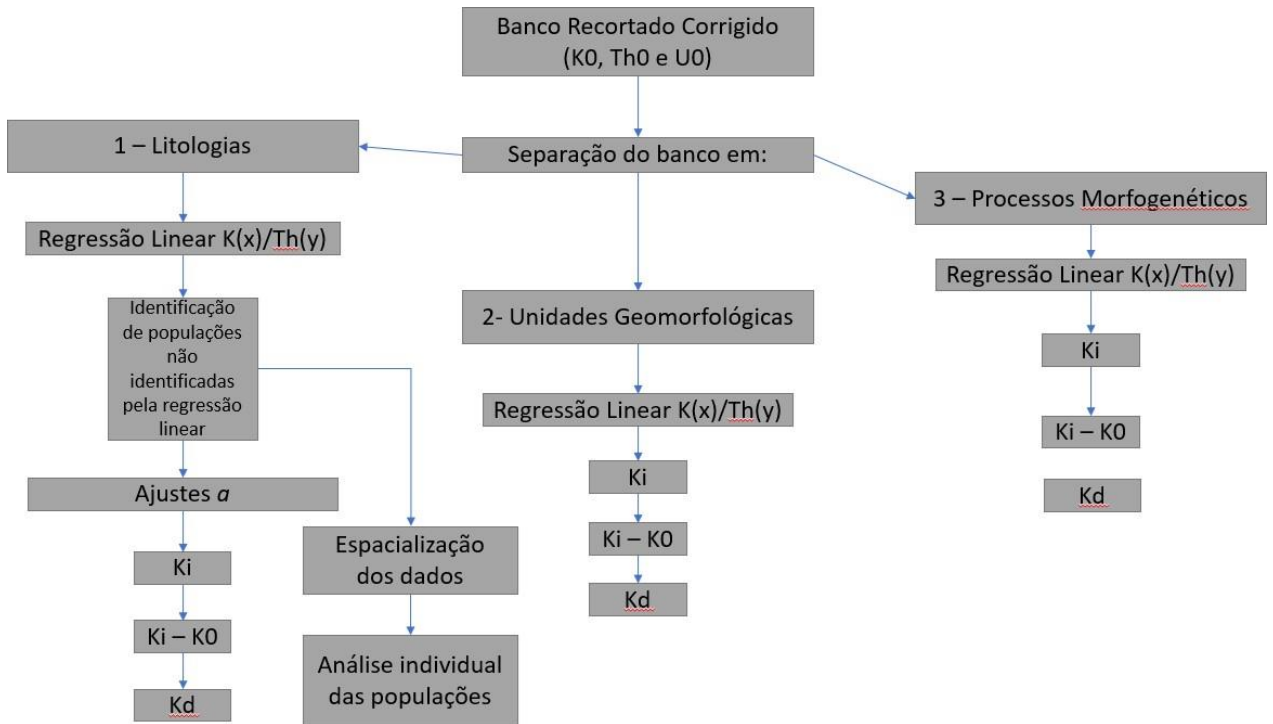 Banco Recortado Corrigido
(K0, Th0 e U0)
Separação do banco em:
1 – Litologias
Regressão Linear K(x)/Th(y)
Identificação
de populações
não
identificadas
pela regressão
linear
Ajustes a
Ki
Ki – K0
Kd
Espacialização
dos dados
Análise individual
das populações
2- Unidades Geomorfológicas
Regressão Linear K(x)/Th(y)
Ki
Ki – K0
Kd
3 – Processos Morfogenéticos
Regressão Linear K(x)/Th(y)
Ki
Ki – K0
Kd